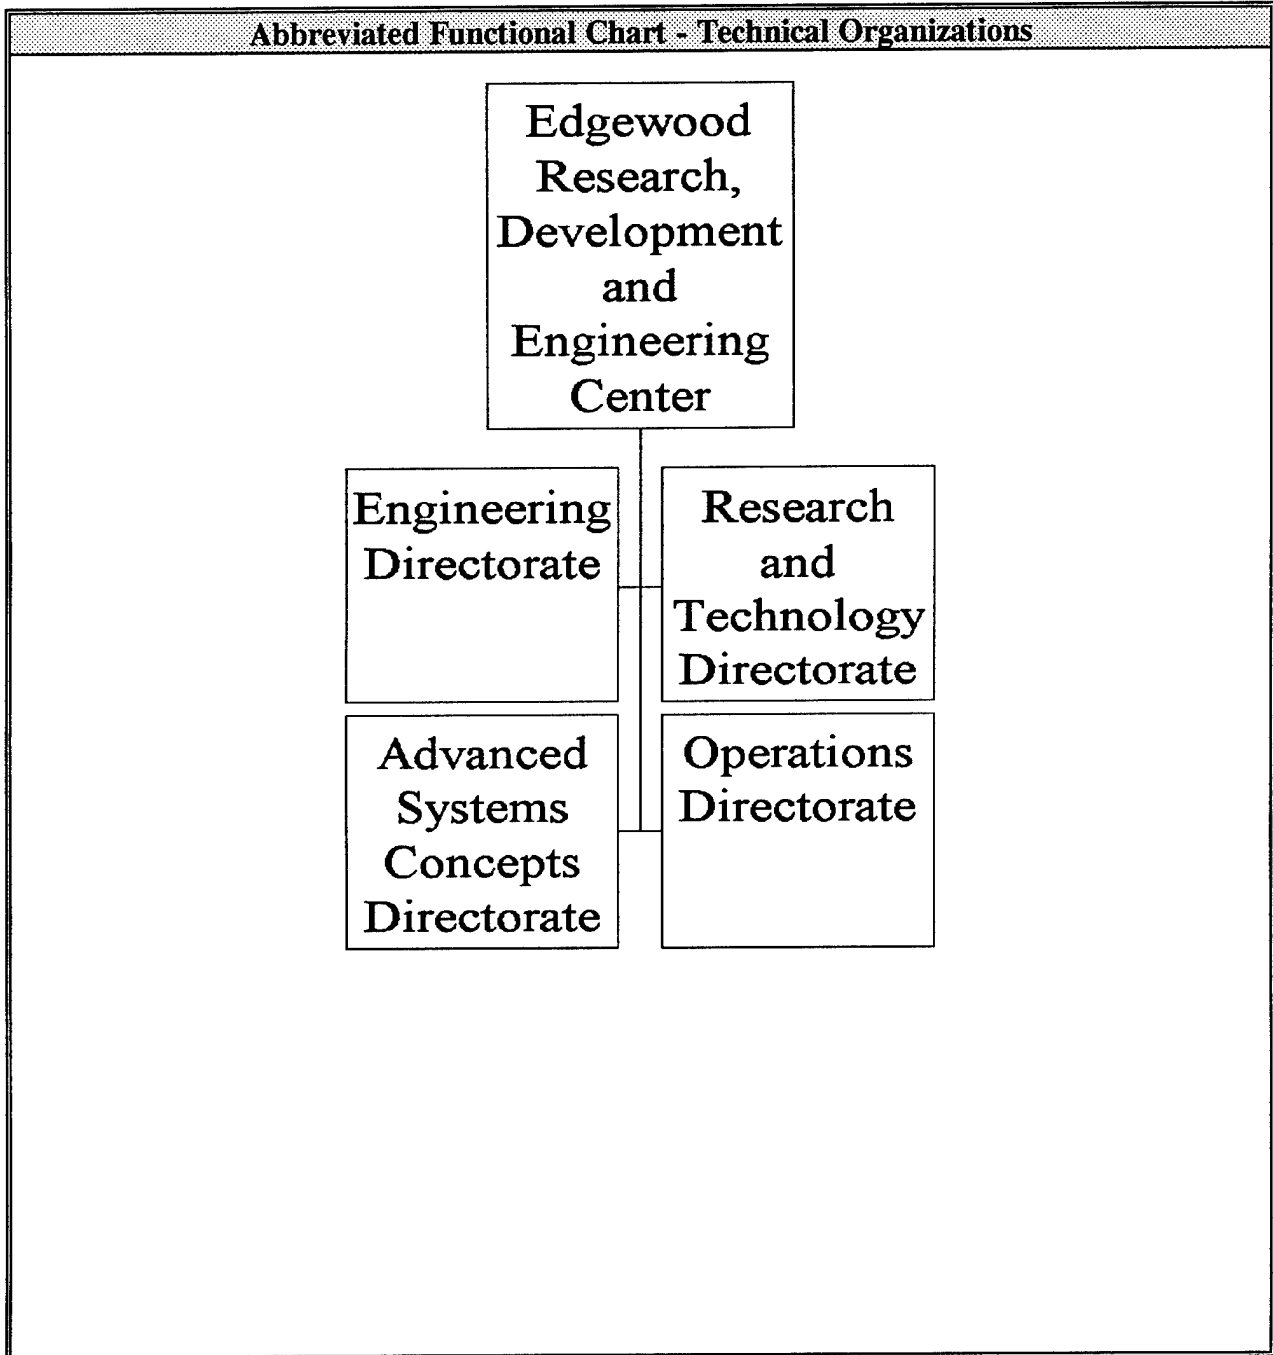 Abbreviated Functional Chart - Technical Organizations
Edgewood
Research,
Development
and
Engineering
Center
Engineering
Directorate
Research
and
Technology
Directorate
Advanced
Systems
Concepts
Directorate
Operations
Directorate